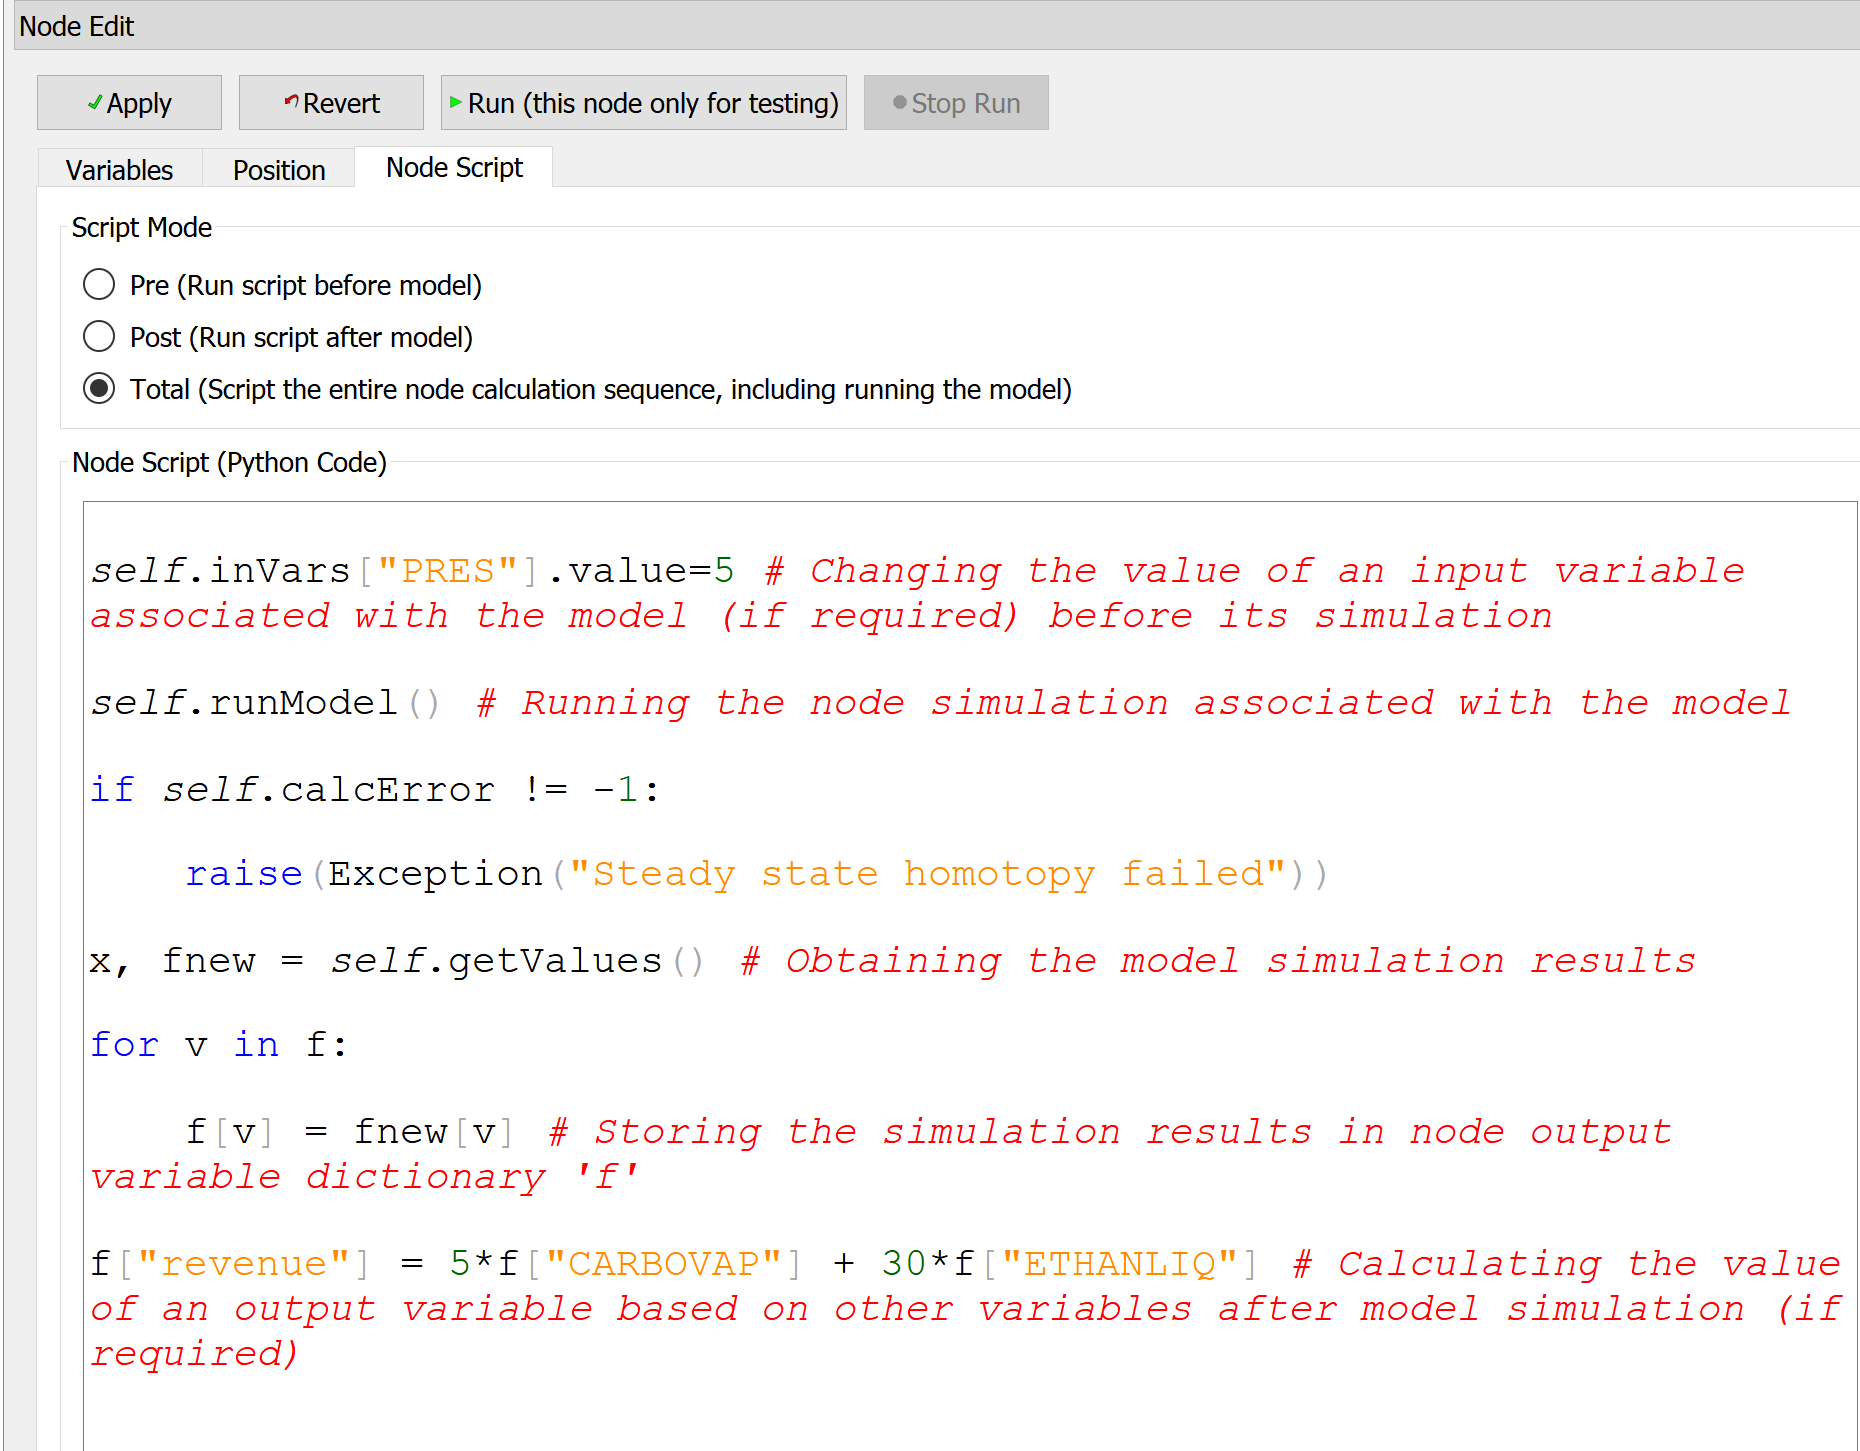 Node Edit
Apply Revert Run (this node only for testing) Stop Run
Variables Position Node Script
Script Mode
Pre (Run script before model)
Post (Run script after model)
Total (Script the entire node calculation sequence, including running the model)
Node Script (Python Code)
self.inVars["PRES"].value=5 # Changing the value of an input variable
associated with the model (if required) before its simulation
self.runModel() # Running the node simulation associated with the model
if self.calcError != -1:
    raise(Exception("Steady state homotopy failed"))
x, fnew = self.getValues() # Obtaining the model simulation results
for v in f:
    f[v] = fnew[v] # Storing the simulation results in node output
variable dictionary 'f'
f["revenue"] = 5*f["CARBOVAP"] + 30*f["ETHANLIQ"] # Calculating the value
of an output variable based on other variables after model simulation (if
required)